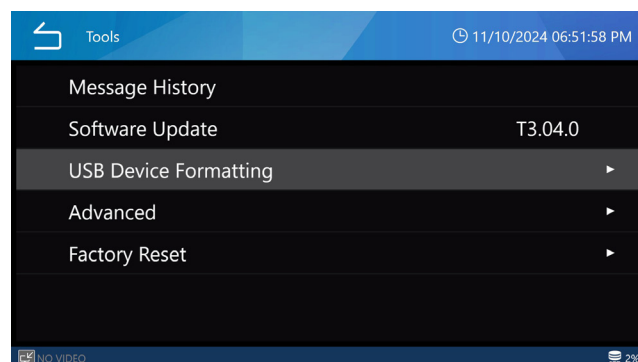 Tools 11/10/2024 06:51:58 PM
Message History
Software Update T3.04.0
USB Device Formatting
Advanced
Factory Reset
NO VIDEO 2%